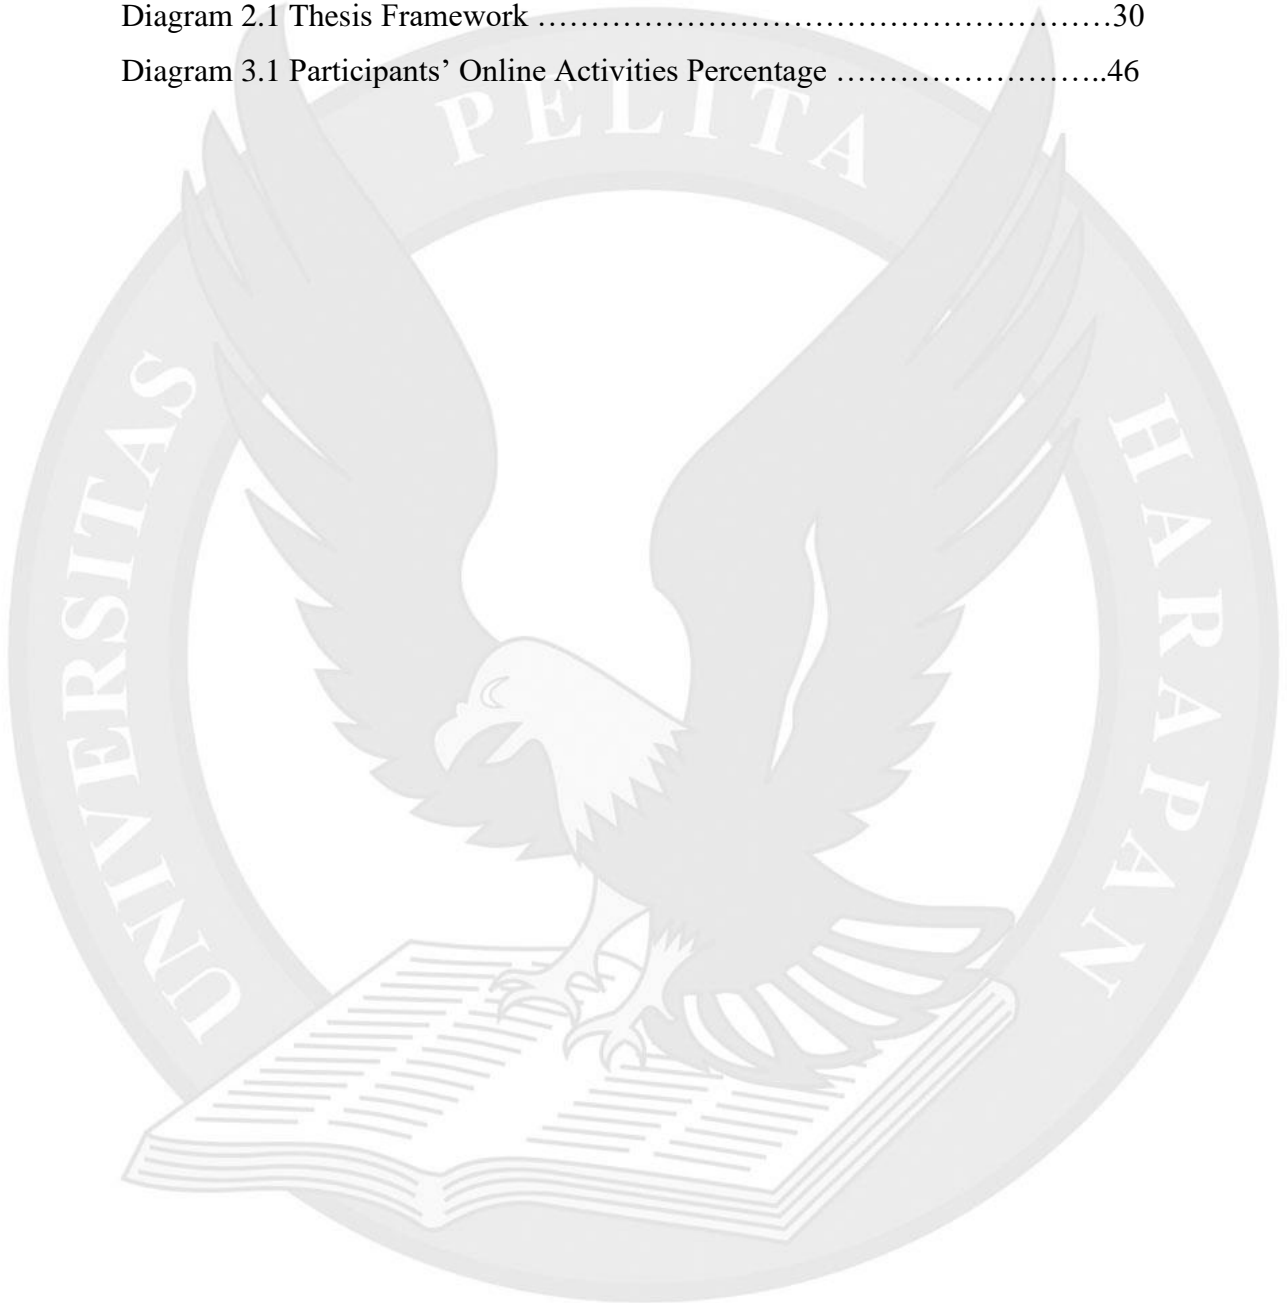 Diagram 2.1 Thesis Framework ………………………………………………30
Diagram 3.1 Participants’ Online Activities Percentage ……………………..46
UNIVERSITAS PELITA HARAPAN